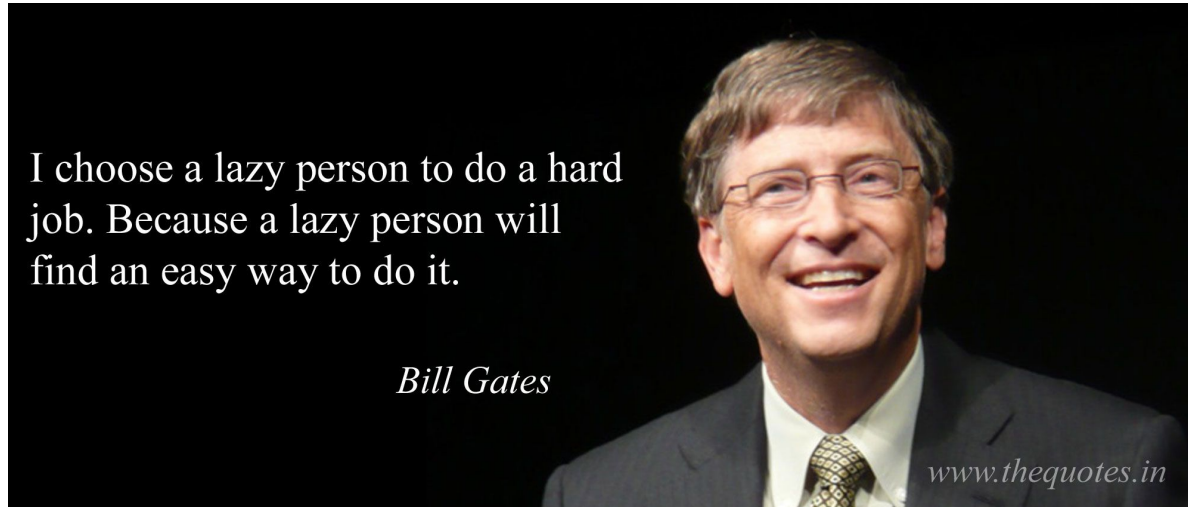 I choose a lazy person to do a hard
job. Because a lazy person will
find an easy way to do it.
Bill Gates
www.thequotes.in